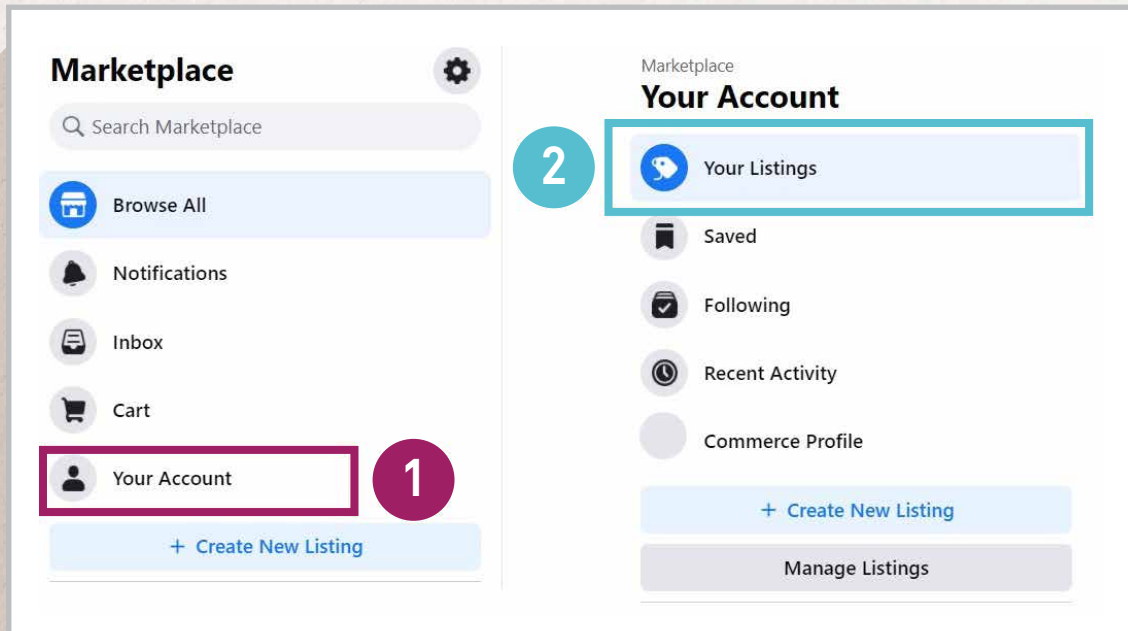 Marketplace
Search Marketplace
Browse All
Notifications
Inbox
Cart
Your Account
1
+ Create New Listing
Marketplace
Your Account
2
Your Listings
Saved
Following
Recent Activity
Commerce Profile
+ Create New Listing
Manage Listings